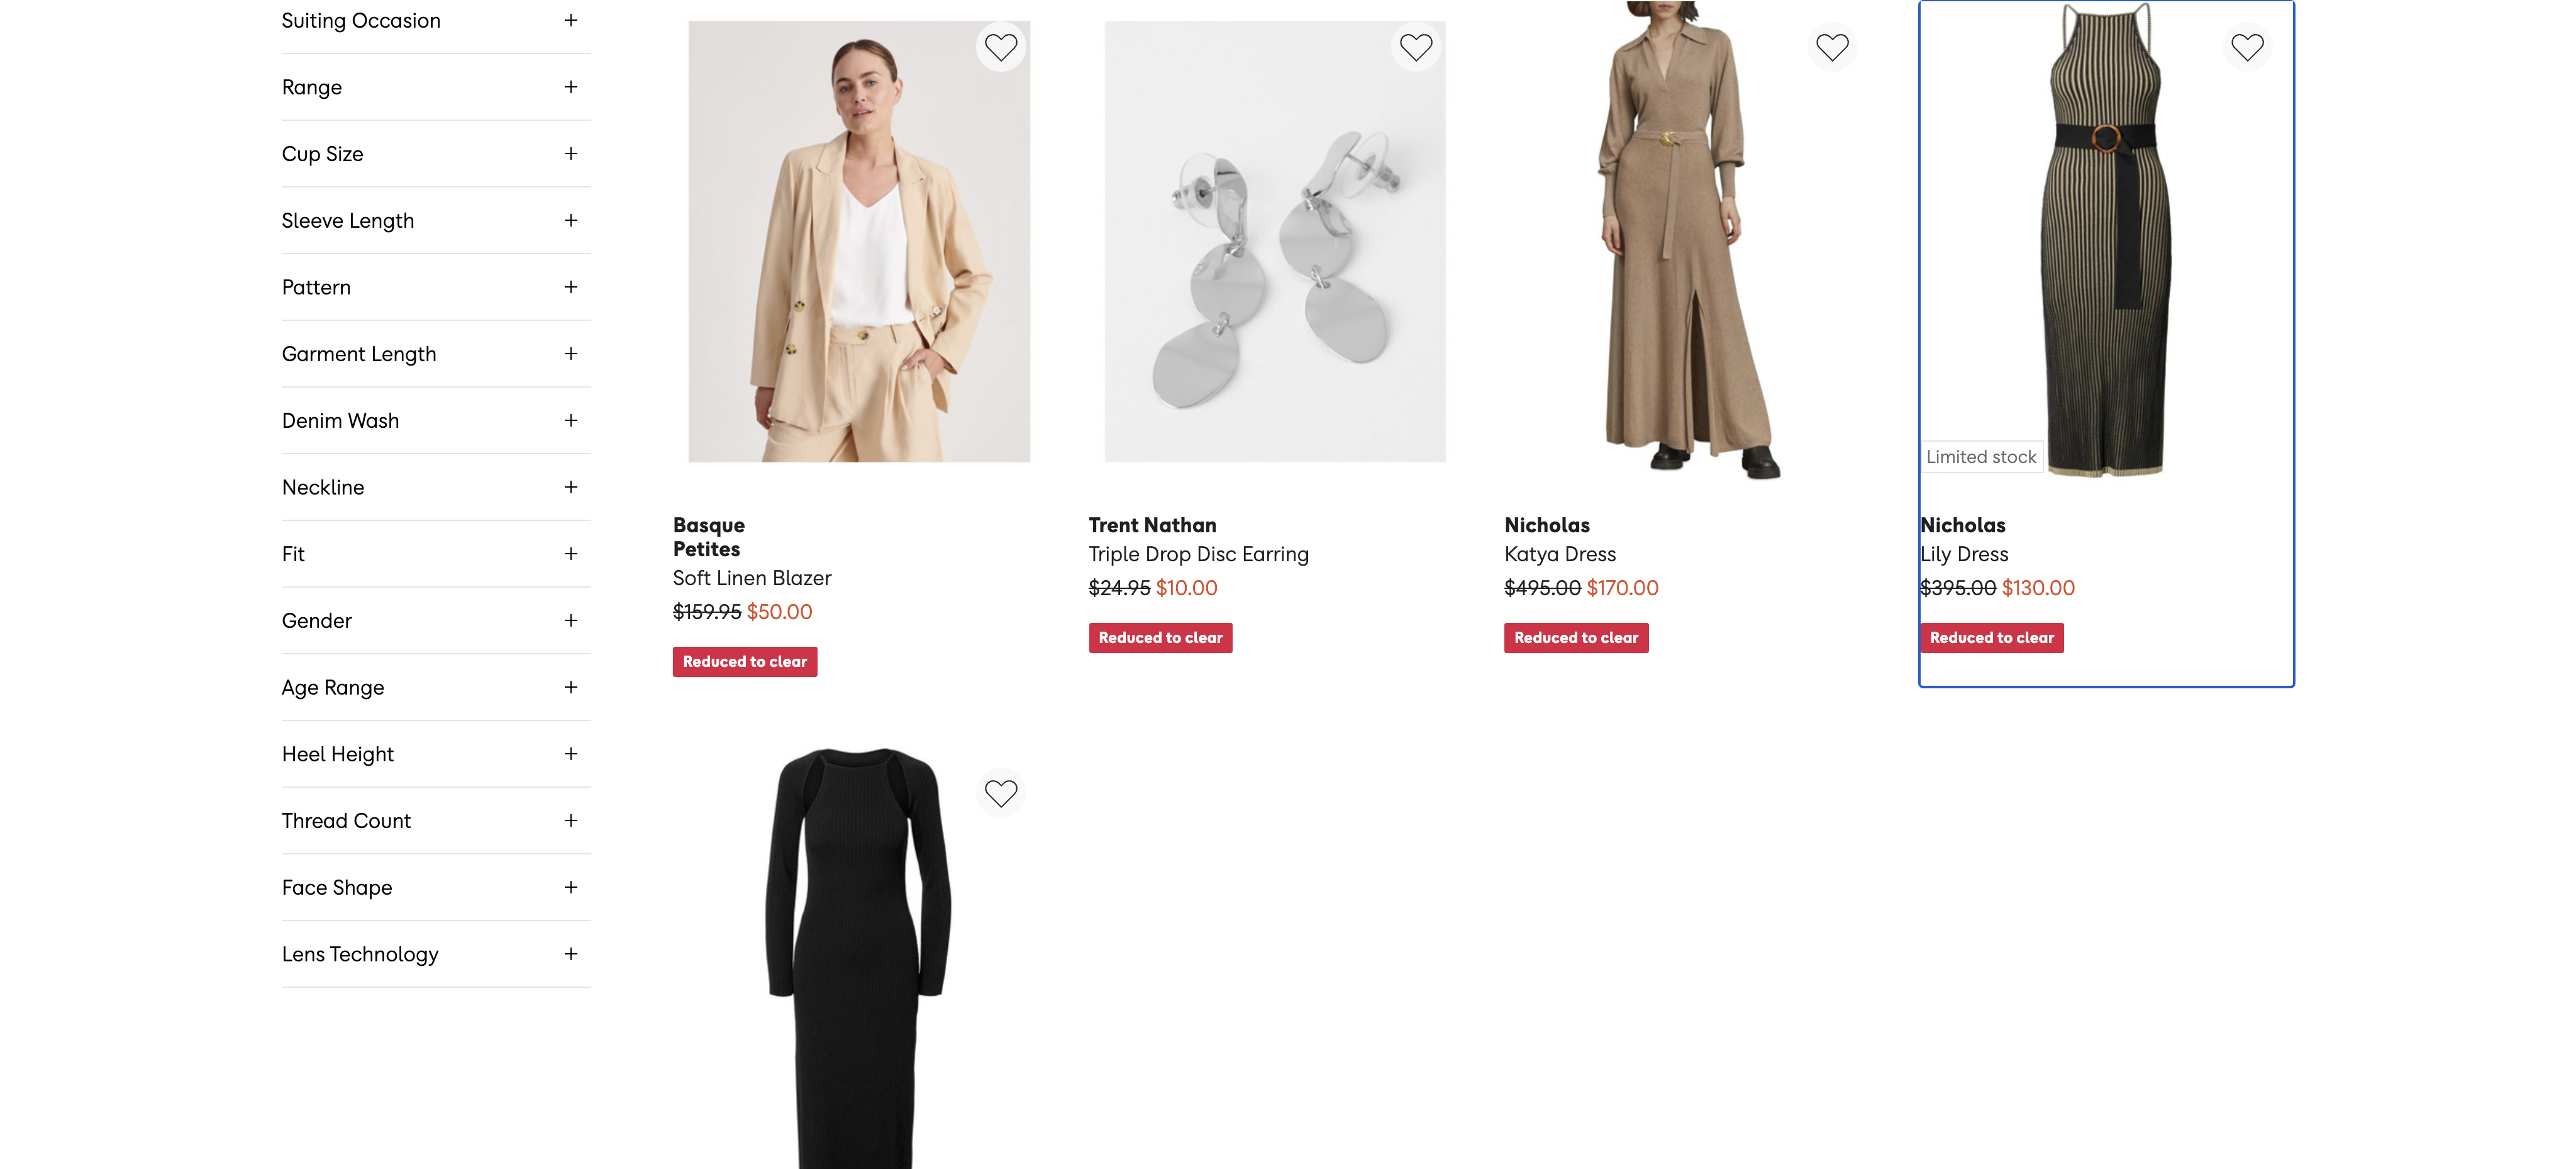 Suiting Occasion
Range
Cup Size
Sleeve Length
Pattern
Garment Length
Denim Wash
Neckline
Fit
Gender
Age Range
Heel Height
Thread Count
Face Shape
Lens Technology
Basque
Petites
Soft Linen Blazer
$159.95 $50.00
Reduced to clear
Trent Nathan
Triple Drop Disc Earring
$24.95 $10.00
Reduced to clear
Nicholas
Katya Dress
$495.00 $170.00
Reduced to clear
Limited stock
Nicholas
Lily Dress
$395.00 $130.00
Reduced to clear